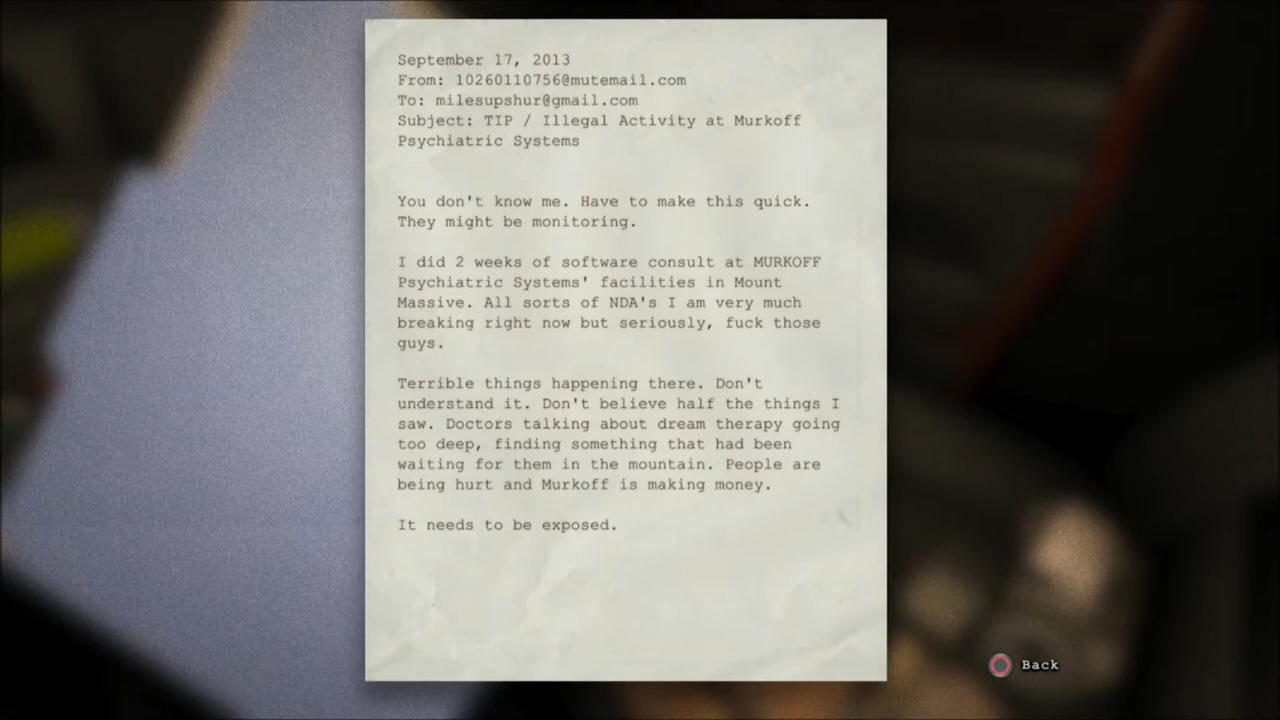 September 17, 2013
From: 10260110756@mutemail.com
To: milesupshur@gmail.com
Subject: TIP / Illegal Activity at Murkoff
Psychiatric Systems
You don't know me. Have to make this quick.
They might be monitoring.
I did 2 weeks of software consult at MURKOFF
Psychiatric Systems' facilities in Mount
Massive. All sorts of NDA's I am very much
breaking right now but seriously, fuck those
guys.
Terrible things happening there. Don't
understand it. Don't believe half the things I
saw. Doctors talking about dream therapy going
too deep, finding something that had been
waiting for them in the mountain. People are
being hurt and Murkoff is making money.
It needs to be exposed.
Back